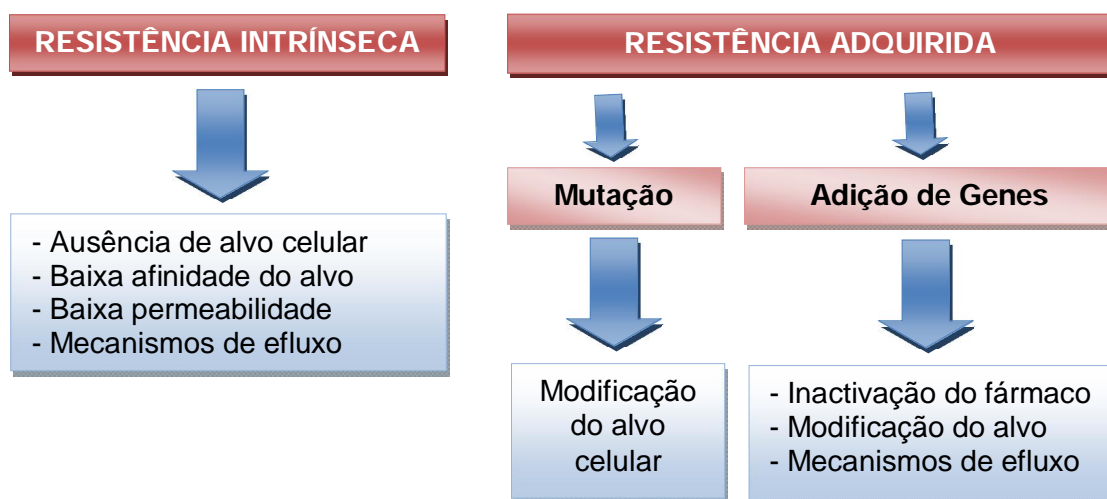 RESISTÊNCIA INTRÍNSECA
- Ausência de alvo celular
- Baixa afinidade do alvo
- Baixa permeabilidade
- Mecanismos de efluxo
RESISTÊNCIA ADQUIRIDA
Mutação
Modificação
do alvo
celular
Adição de Genes
- Inactivação do fármaco
- Modificação do alvo
- Mecanismos de efluxo